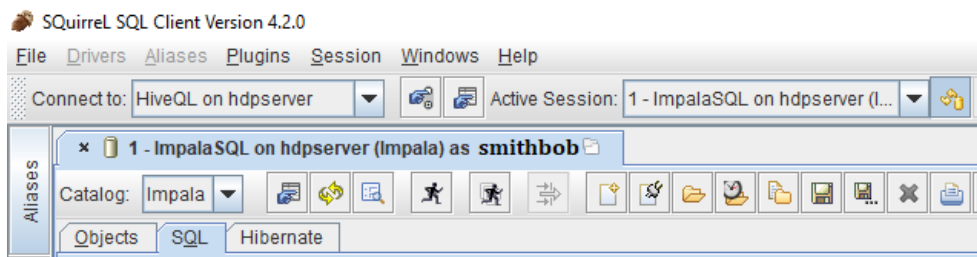 SQuirreL SQL Client Version 4.2.0
File Drivers Aliases Plugins Session Windows Help
Connect to: HiveQL on hdpserver Active Session: 1 - ImpalaSQL on hdpserver (I...
1 - ImpalaSQL on hdpserver (Impala) as smithbob
Aliases
Catalog: Impala
Objects SQL Hibernate